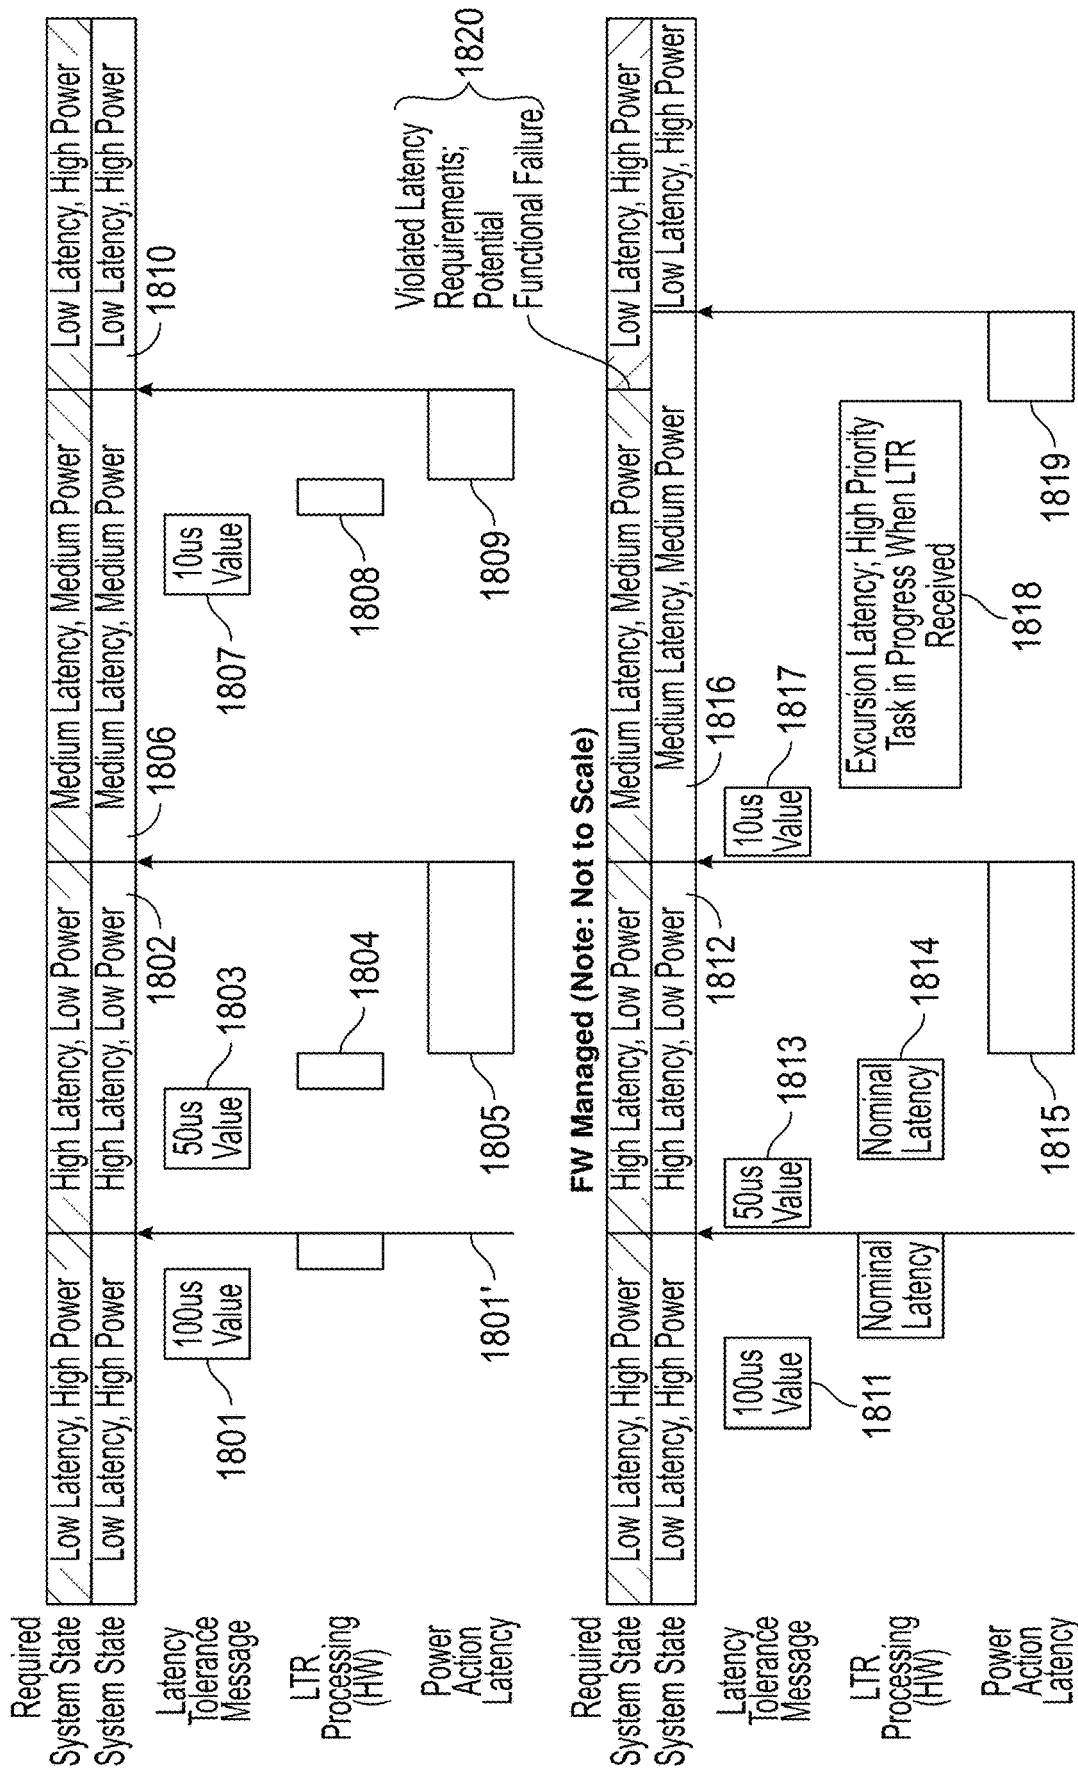 Required
System State
Low Latency, High Power
High Latency, Low Power
Medium Latency, Medium Power
Low Latency, High Power
System State
Low Latency, High Power
High Latency, Low Power
Medium Latency, Medium Power
Low Latency, High Power
1802
1806
1810
Latency
Tolerance
Message
100us
Value
1801
50us
Value
1803
10us
Value
1807
LTR
Processing
(HW)
1804
1808
Power
Action
Latency
1801'
1805
1809
Violated Latency
Requirements;
Potential
Functional Failure
1820
FW Managed (Note: Not to Scale)
Required
System State
Low Latency, High Power
High Latency, Low Power
Medium Latency, Medium Power
Low Latency, High Power
System State
Low Latency, High Power
High Latency, Low Power
Medium Latency, Medium Power
Low Latency, High Power
1812
1816
Latency
Tolerance
Message
100us
Value
1811
50us
Value
1813
10us
Value
1817
LTR
Processing
(HW)
Nominal
Latency
Nominal
Latency
1814
Excursion Latency; High Priority
Task in Progress When LTR
Received
1818
Power
Action
Latency
1815
1819